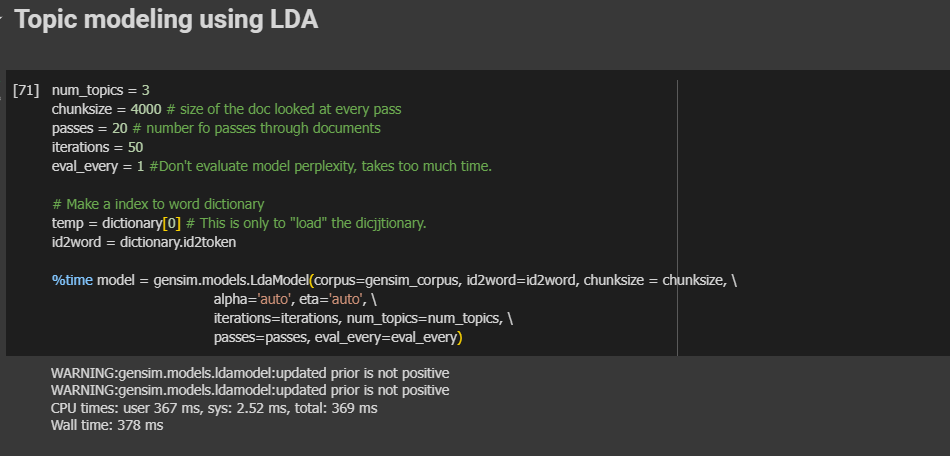 Topic modeling using LDA
[71] num_topics = 3
chunksize = 4000 # size of the doc looked at every pass
passes = 20 # number fo passes through documents
iterations = 50
eval_every = 1 #Don't evaluate model perplexity, takes too much time.
# Make a index to word dictionary
temp = dictionary[0] # This is only to "load" the dicjjtionary.
id2word = dictionary.id2token
%time model = gensim.models.LdaModel(corpus=gensim_corpus, id2word=id2word, chunksize = chunksize, \
alpha='auto', eta='auto', \
iterations=iterations, num_topics=num_topics, \
passes=passes, eval_every=eval_every)
WARNING:gensim.models.ldamodel:updated prior is not positive
WARNING:gensim.models.ldamodel:updated prior is not positive
CPU times: user 367 ms, sys: 2.52 ms, total: 369 ms
Wall time: 378 ms